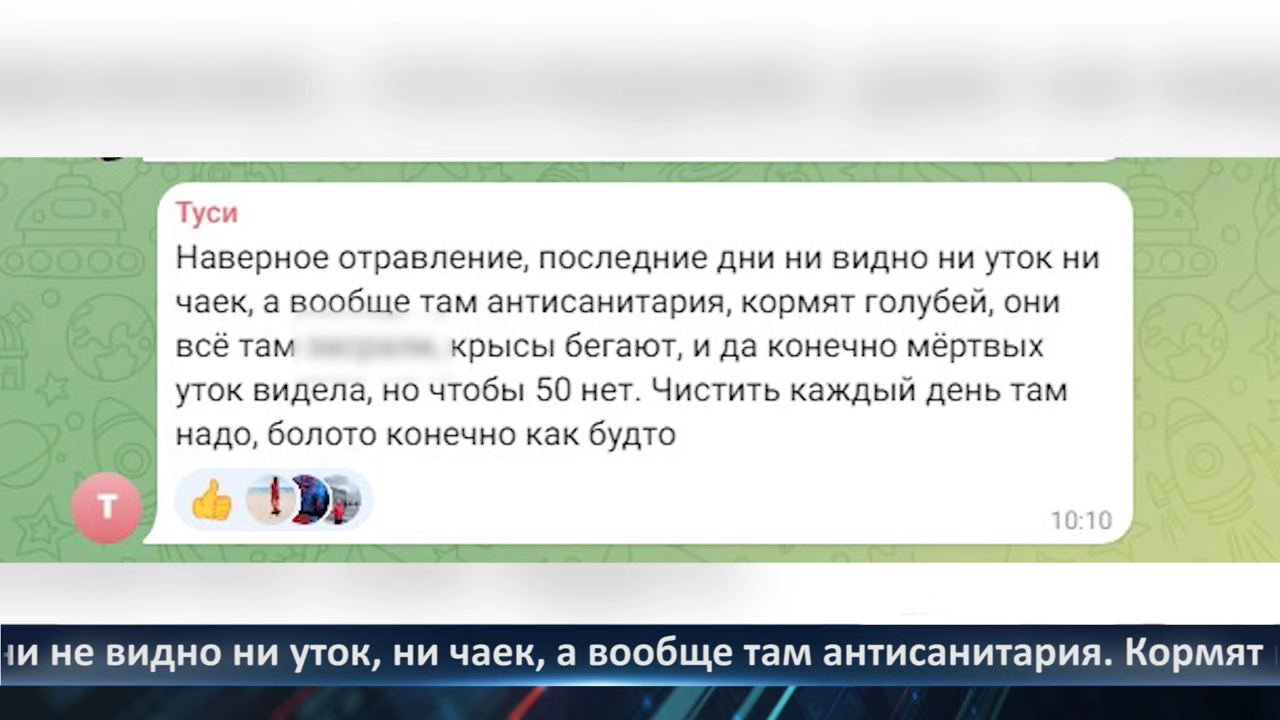 Туси
Наверное отравление, последние дни ни видно ни уток ни
чаек, а вообще там антисанитария, кормят голубей, они
всё там крысы бегают, и да конечно мёртвых
уток видела, но чтобы 50 нет. Чистить каждый день там
надо, болото конечно как будто
Т
10:10
ни не видно ни уток, ни чаек, а вообще там антисанитария. Кормят